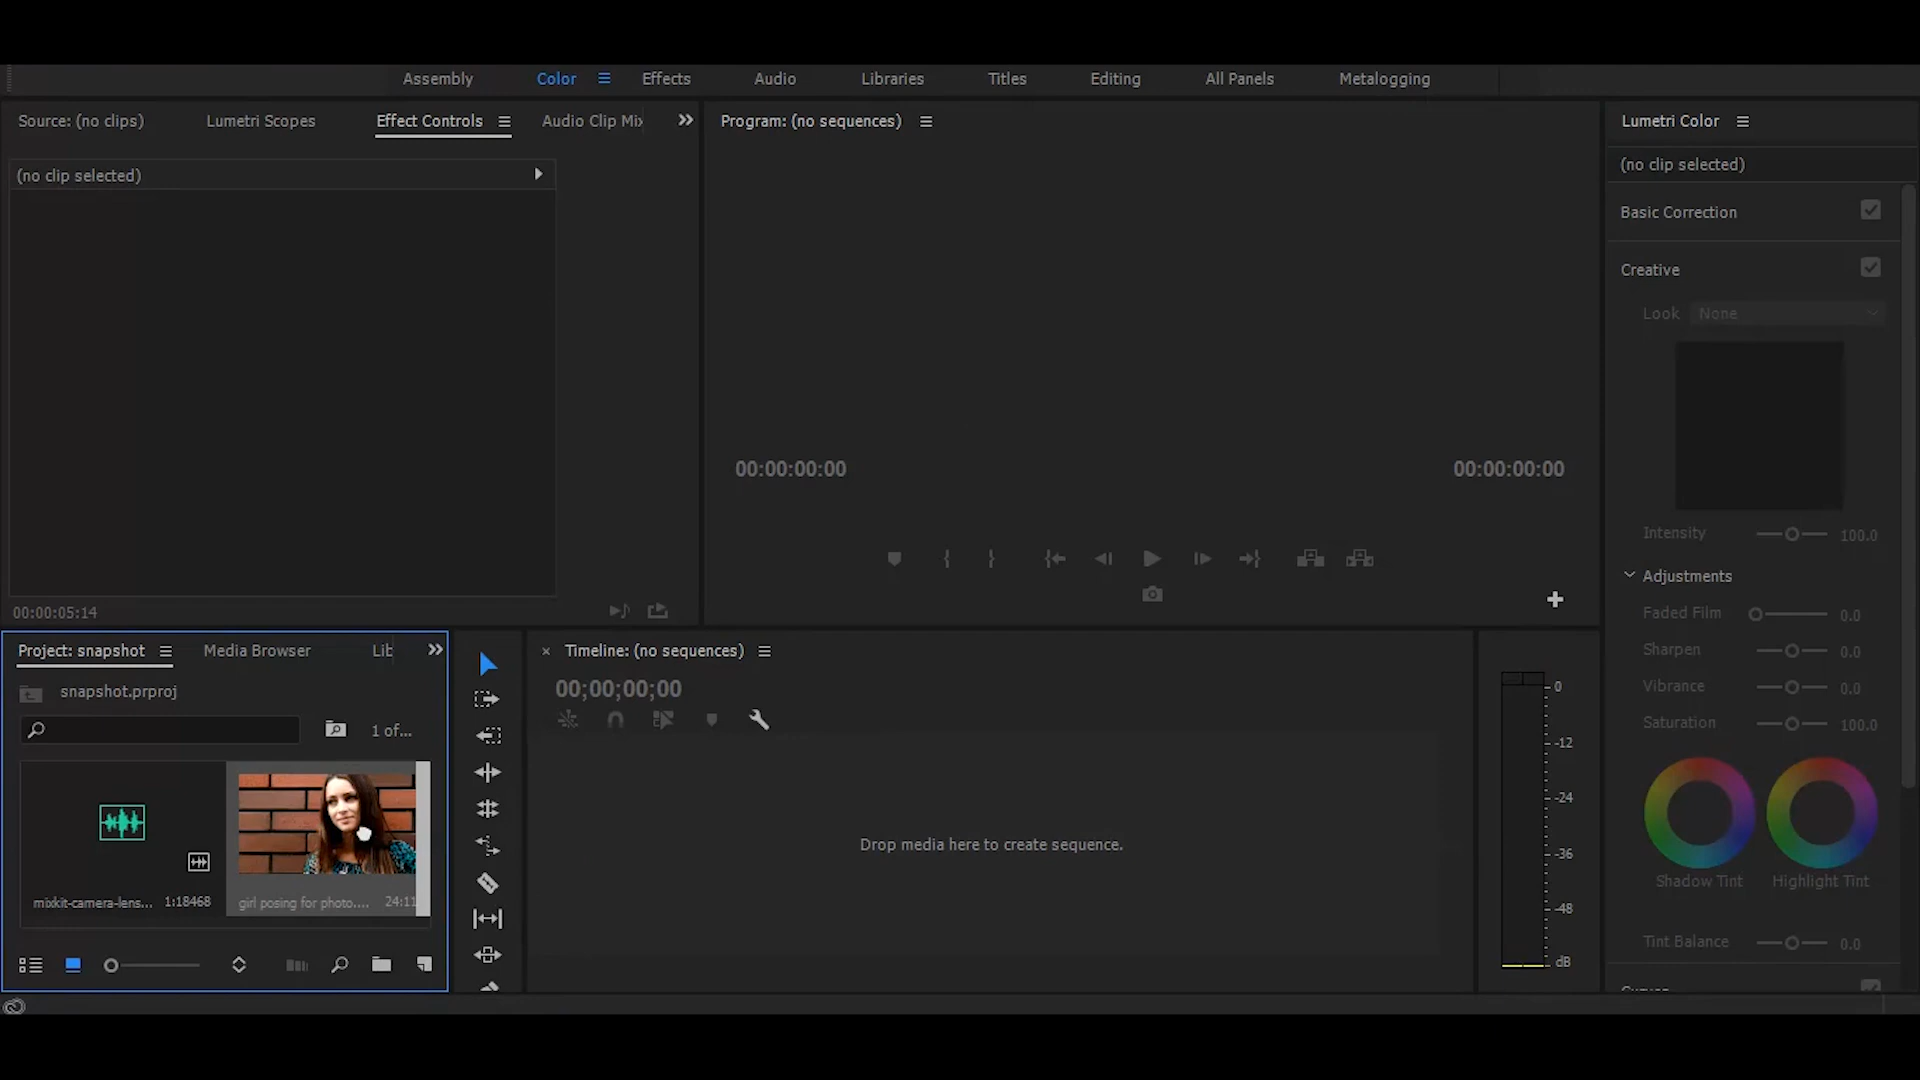 Assembly
Color
Effects
Audio
Libraries
Titles
Editing
All Panels
Metalogging
Source: (no clips)
Lumetri Scopes
Effect Controls
Audio Clip Mix
Program: (no sequences)
Lumetri Color
(no clip selected)
(no clip selected)
Basic Correction
Creative
Look
None
00:00:00:00
00:00:00:00
Intensity
100.0
Adjustments
Faded Film
0.0
Sharpen
0.0
Vibrance
0.0
Saturation
100.0
Shadow Tint
Highlight Tint
Tint Balance
0.0
00:00:05:14
Project: snapshot
Media Browser
Lib
snapshot.prproj
1 of...
mixkit-camera-lens...
1:18468
girl posing for photo....
24:11
Timeline: (no sequences)
00;00;00;00
Drop media here to create sequence.
0
-12
-24
-36
-48
dB